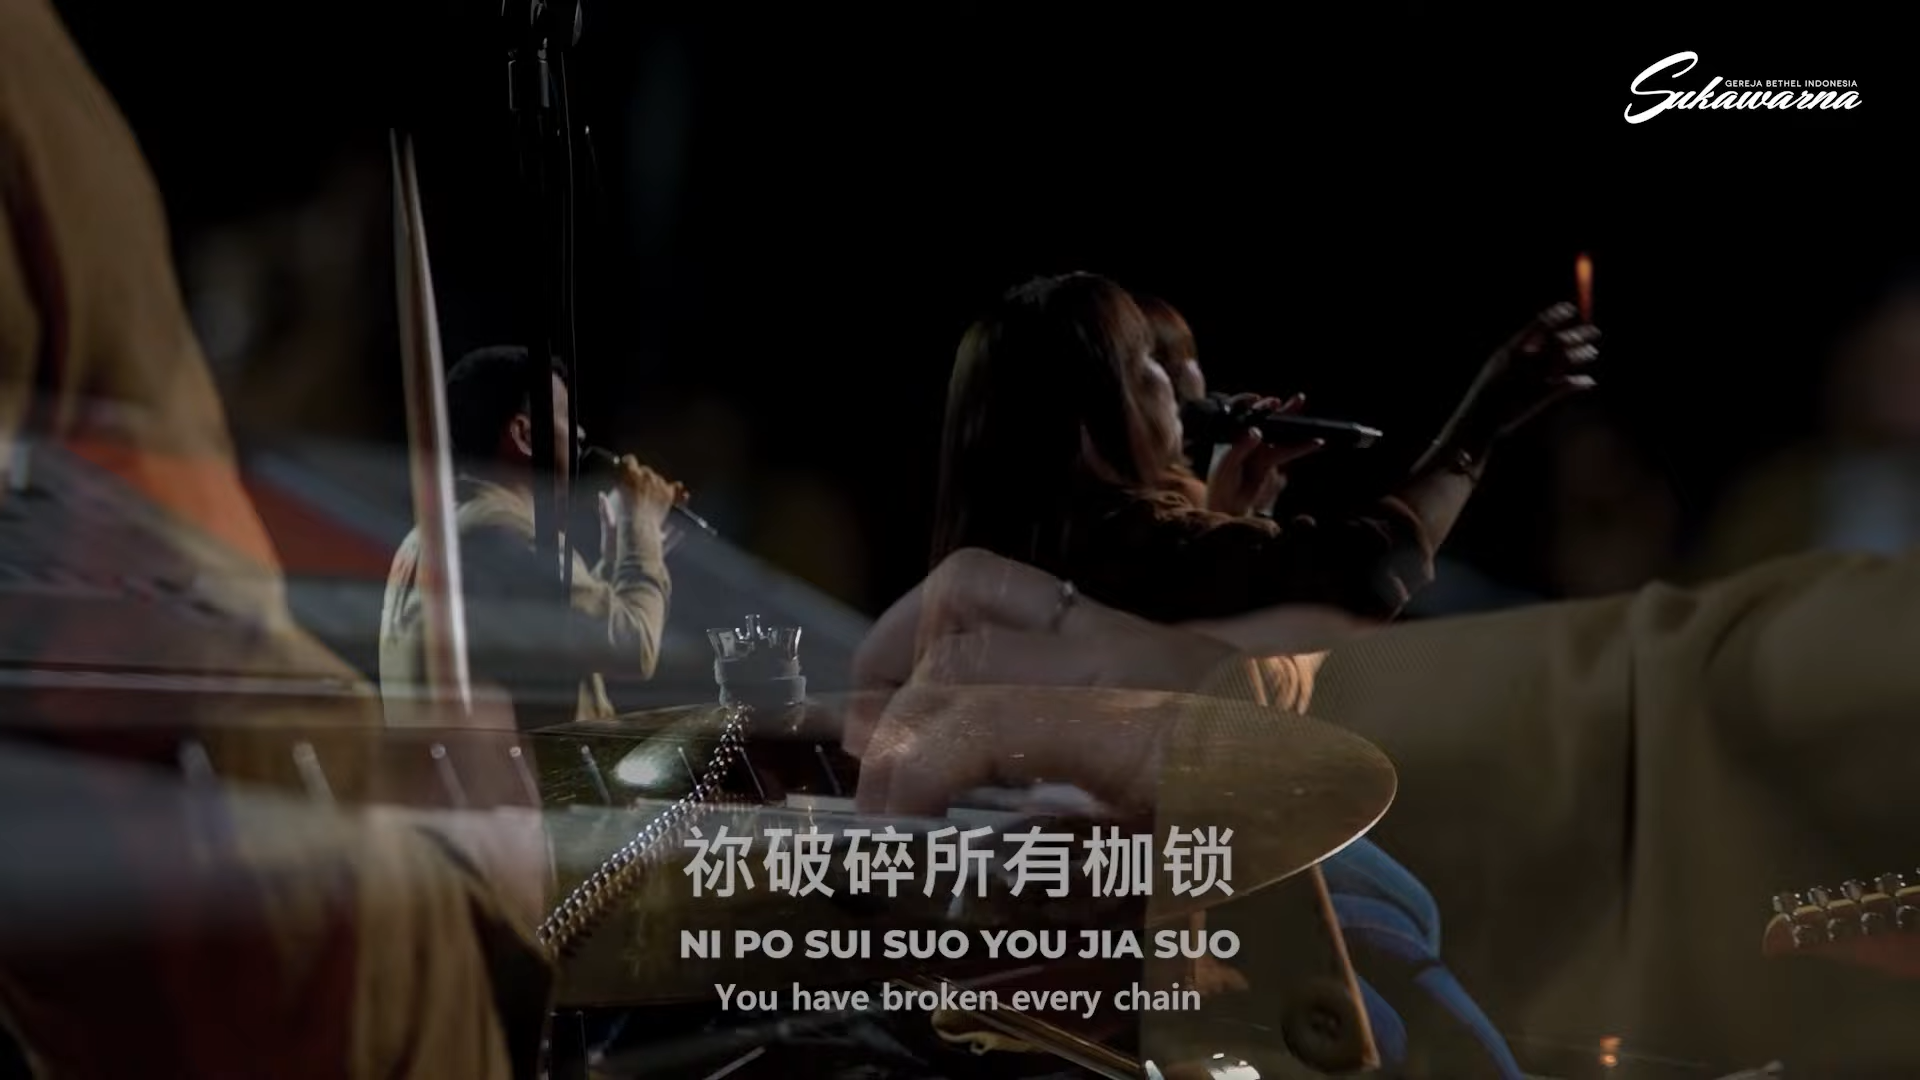 GEREJA BETHEL INDONESIA
Sukawarna
祢破碎所有枷锁
NI PO SUI SUO YOU JIA SUO
You have broken every chain